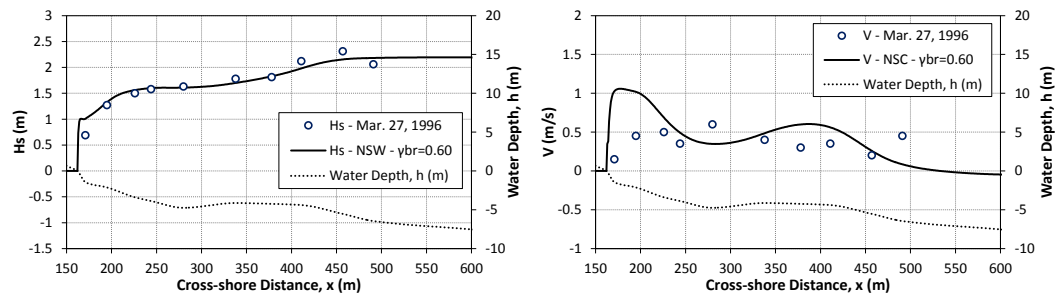 3
2.5
2
1.5
1
0.5
0
-0.5
-1
-1.5
Hs (m)
20
15
10
5
0
-5
-10
Water Depth, h (m)
Hs - Mar. 27, 1996
Hs - NSW - γbr=0.60
Water Depth, h (m)
150 200 250 300 350 400 450 500 550 600
Cross-shore Distance, x (m)
2
1.5
1
0.5
0
-0.5
-1
V (m/s)
20
15
10
5
0
-5
-10
Water Depth, h (m)
V - Mar. 27, 1996
V - NSC - γbr=0.60
Water Depth, h (m)
150 200 250 300 350 400 450 500 550 600
Cross-shore Distance, x (m)